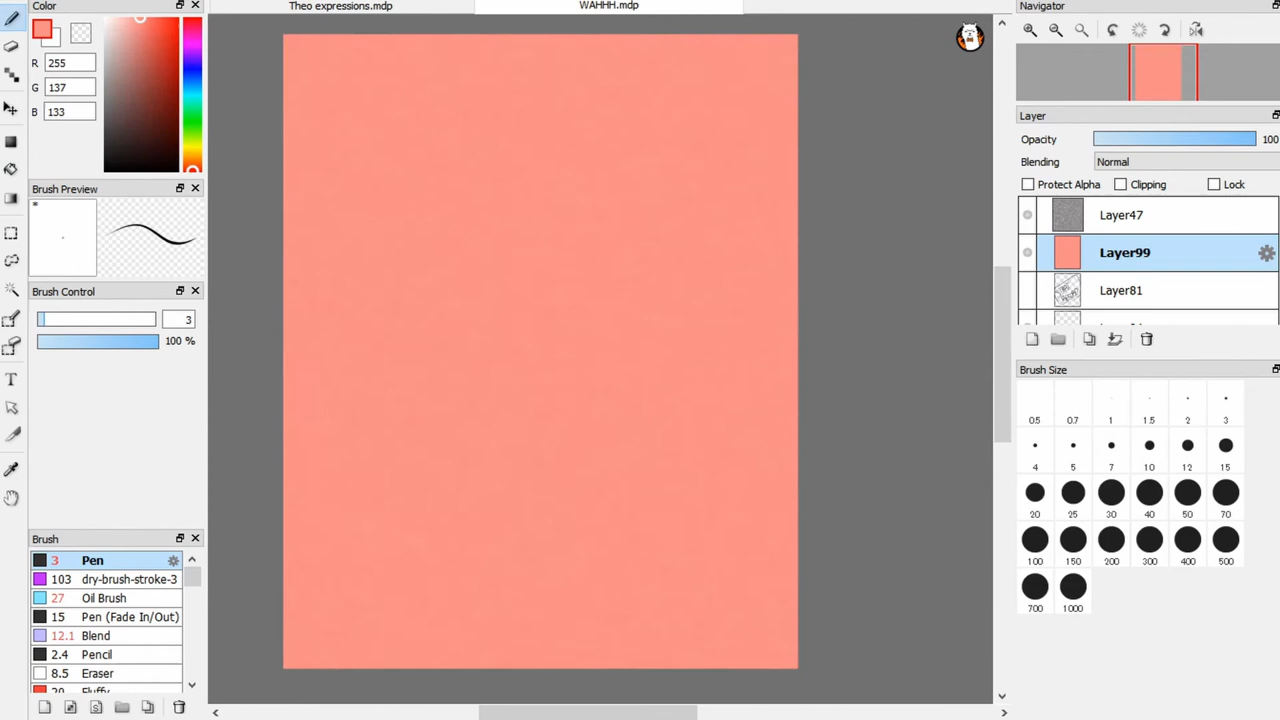 Color
Theo expressions.mdp
WAHHH.mdp
Navigator
R 255
G 137
B 133
Layer
Opacity 100
Blending Normal
Protect Alpha Clipping Lock
Brush Preview
*
Layer47
Layer99
Layer81
Brush Control
3
100 %
Brush Size
0.5 0.7 1 1.5 2 3
4 5 7 10 12 15
20 25 30 40 50 70
100 150 200 300 400 500
700 1000
Brush
3 Pen
103 dry-brush-stroke-3
27 Oil Brush
15 Pen (Fade In/Out)
12.1 Blend
2.4 Pencil
8.5 Eraser
20 Fluffy
T